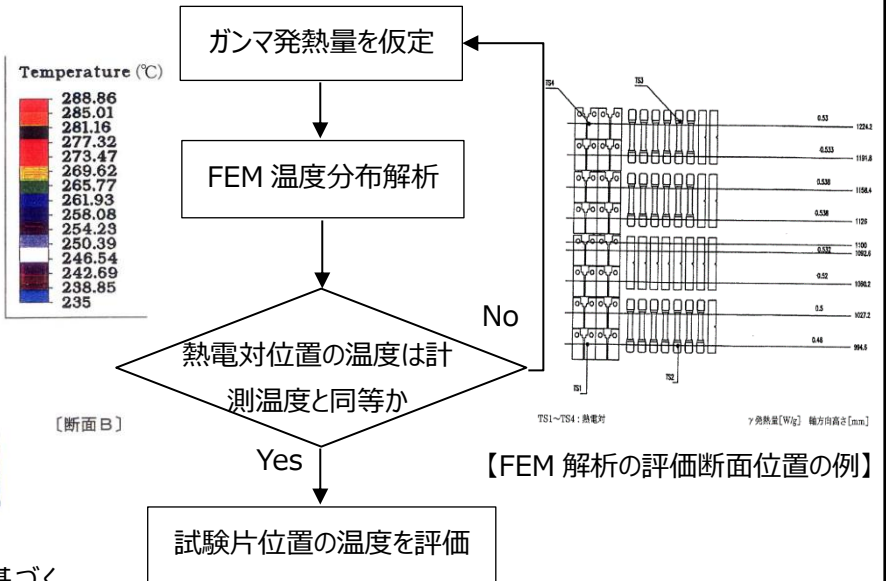 ガンマ発熱量を仮定
Temperature (℃)
288.86
285.01
281.16
277.32
273.47
269.62
265.77
261.93
258.08
254.23
250.39
246.54
242.69
238.85
235
FEM 温度分布解析
熱電対位置の温度は計
測温度と同等か
No
Yes
〔断面B〕
試験片位置の温度を評価
基づく
TS4
TS3
0.53
1224.2
0.533
1191.8
0.538
1158.4
0.538
1126
1100
0.532
1092.6
0.52
1060.2
0.5
1027.2
0.48
994.6
TS1
TS2
TS1~TS4:熱電対
γ発熱量[W/g] 軸方向高さ[mm]
【FEM 解析の評価断面位置の例】